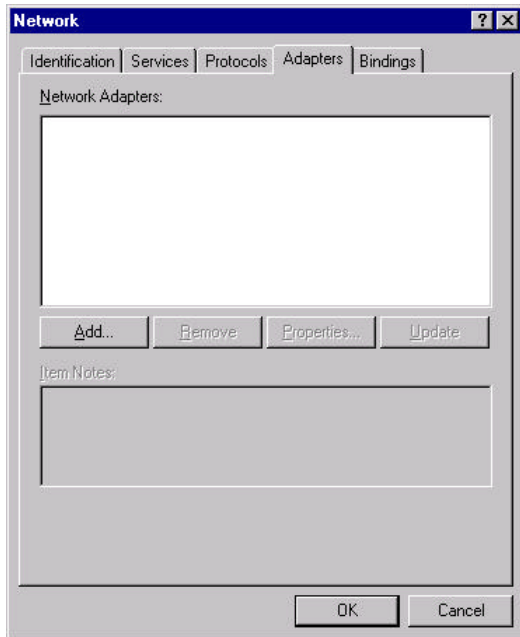 Network
Identification Services Protocols Adapters Bindings
Network Adapters:
Add... Remove Properties... Update
Item Notes:
OK Cancel